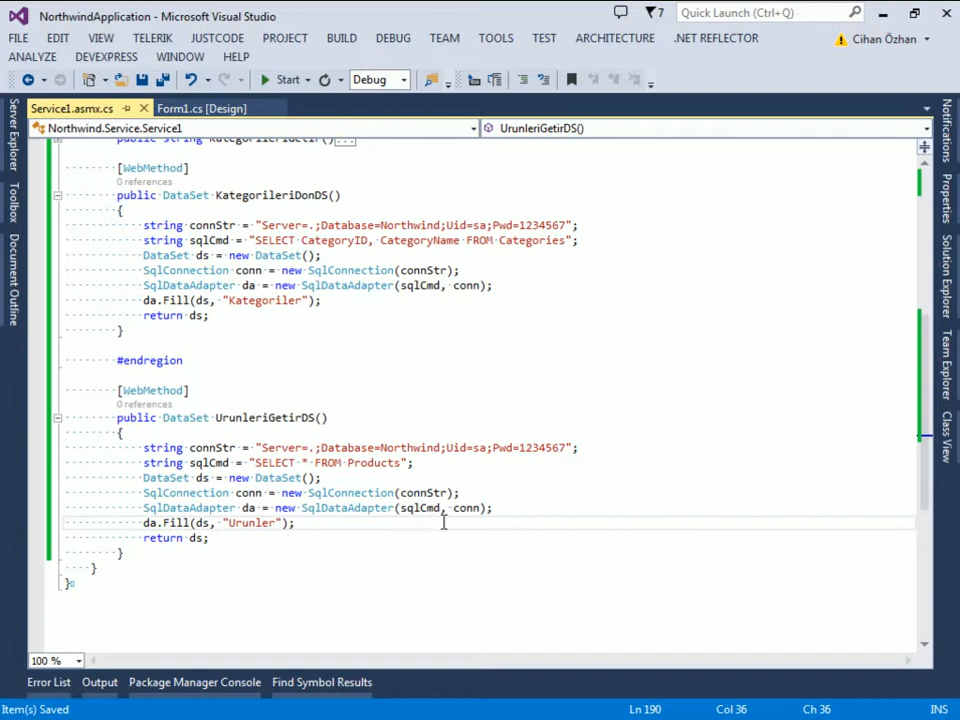 NorthwindApplication - Microsoft Visual Studio
7
Quick Launch (Ctrl+Q)
FILE EDIT VIEW TELERIK JUSTCODE PROJECT BUILD DEBUG TEAM TOOLS TEST ARCHITECTURE .NET REFLECTOR
Cihan Özhan
ANALYZE DEVEXPRESS WINDOW HELP
Start Debug
Service1.asmx.cs Form1.cs [Design]
Northwind.Service.Service1 UrunleriGetirDS()
public string KategorileriGetir()...
[WebMethod]
0 references
public DataSet KategorileriDonDS()
{
string connStr = "Server=.;Database=Northwind;Uid=sa;Pwd=1234567";
string sqlCmd = "SELECT CategoryID, CategoryName FROM Categories";
DataSet ds = new DataSet();
SqlConnection conn = new SqlConnection(connStr);
SqlDataAdapter da = new SqlDataAdapter(sqlCmd, conn);
da.Fill(ds, "Kategoriler");
return ds;
}
#endregion
[WebMethod]
0 references
public DataSet UrunleriGetirDS()
{
string connStr = "Server=.;Database=Northwind;Uid=sa;Pwd=1234567";
string sqlCmd = "SELECT * FROM Products";
DataSet ds = new DataSet();
SqlConnection conn = new SqlConnection(connStr);
SqlDataAdapter da = new SqlDataAdapter(sqlCmd, conn);
da.Fill(ds, "Urunler");
return ds;
}
}
}
100 %
Server Explorer
Toolbox
Document Outline
Notifications
Properties
Solution Explorer
Team Explorer
Class View
Error List Output Package Manager Console Find Symbol Results
Item(s) Saved Ln 190 Col 36 Ch 36 INS